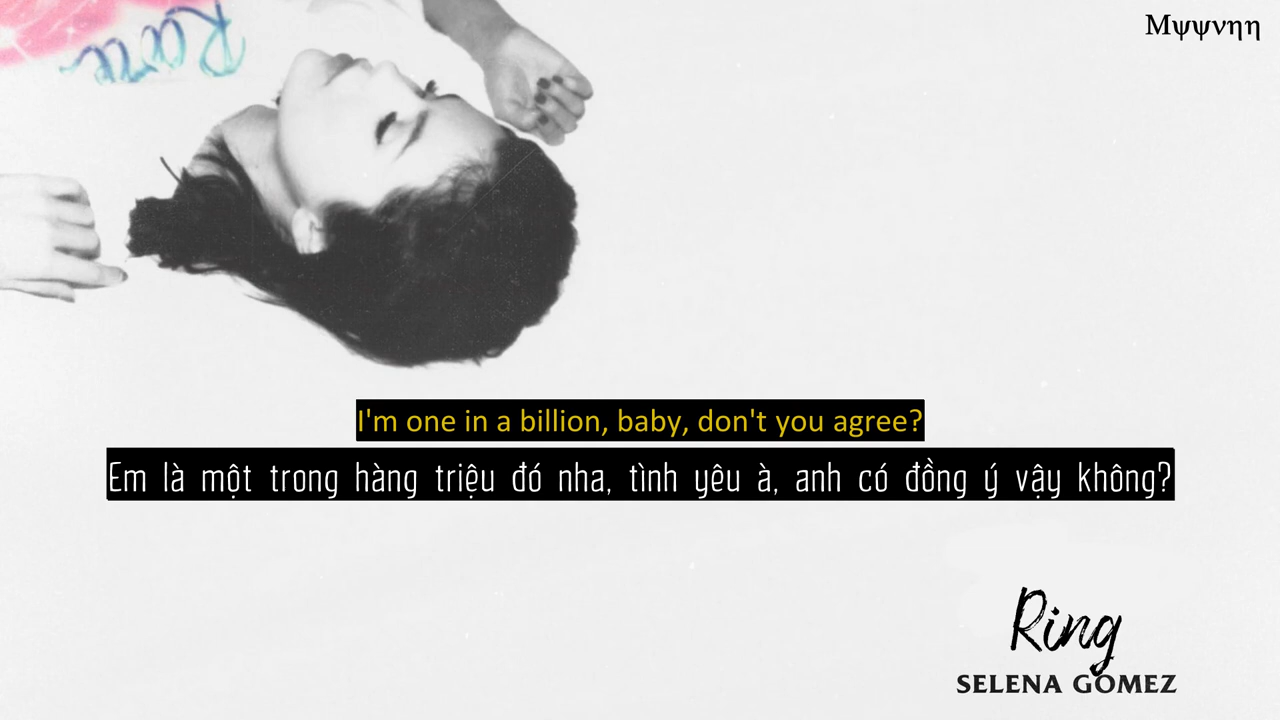 Μψψνηη
Rare
I'm one in a billion, baby, don't you agree?
Em là một trong hàng triệu đó nha, tình yêu à, anh có đồng ý vậy không?
Ring
SELENA GOMEZ